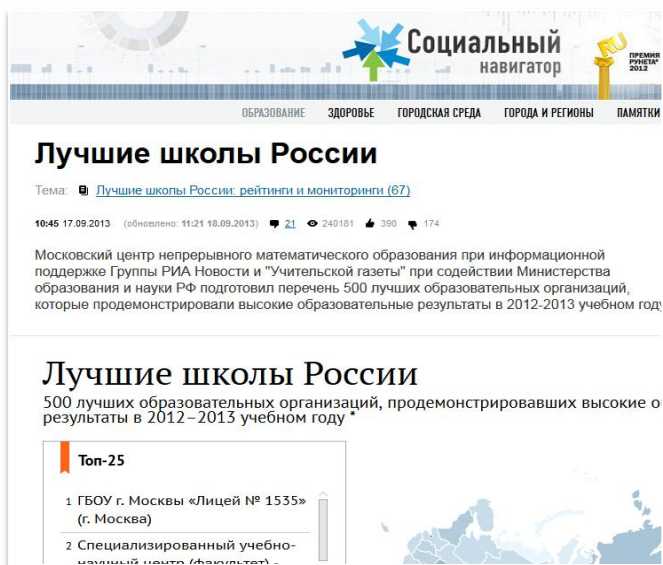 Социальный
навигатор
ПРЕМИЯ
РУНЕТА
2012
ОБРАЗОВАНИЕ ЗДОРОВЬЕ ГОРОДСКАЯ СРЕДА ГОРОДА И РЕГИОНЫ ПАМЯТКИ
Лучшие школы России
Тема: Лучшие школы России: рейтинги и мониторинги (67)
10:45 17.09.2013 (обновлено: 11:21 18.09.2013) 21 240181 390 174
Московский центр непрерывного математического образования при информационной
поддержке Группы РИА Новости и "Учительской газеты" при содействии Министерства
образования и науки РФ подготовил перечень 500 лучших образовательных организаций,
которые продемонстрировали высокие образовательные результаты в 2012-2013 учебном году
Лучшие школы России
500 лучших образовательных организаций, продемонстрировавших высокие о
результаты в 2012–2013 учебном году *
Топ-25
1 ГБОУ г. Москвы «Лицей № 1535»
(г. Москва)
2 Специализированный учебно-
научный центр (факультет) -